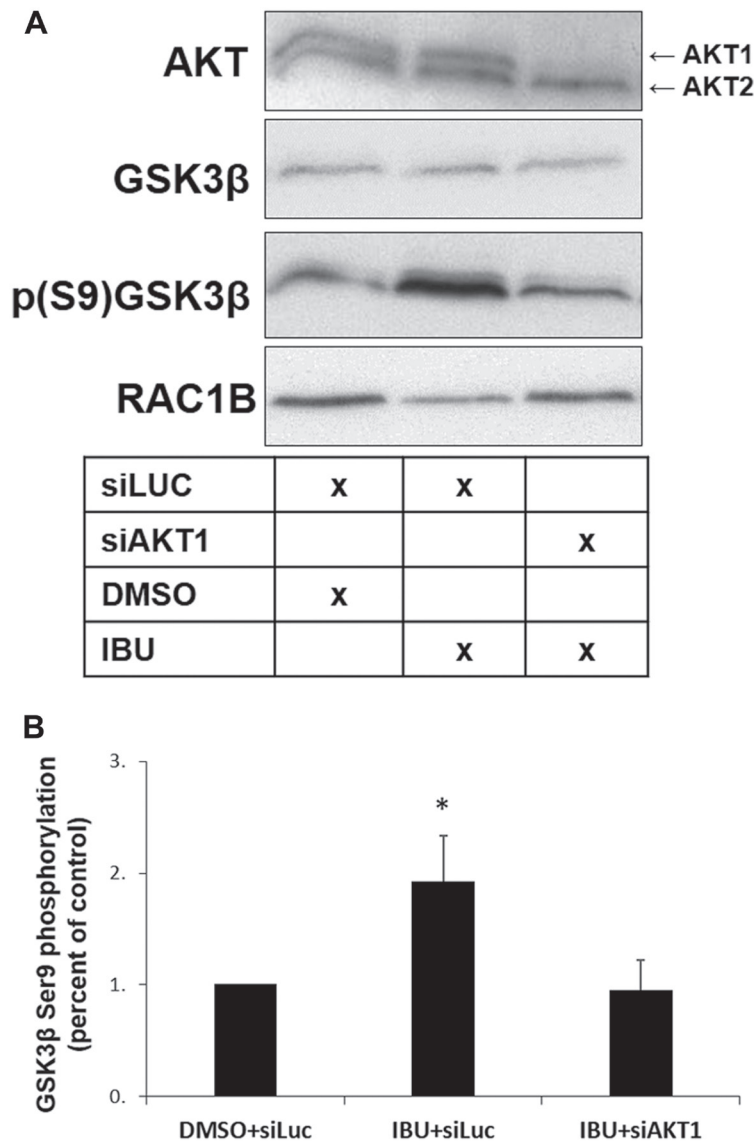 A
AKT
← AKT1
← AKT2
GSK3β
p(S9)GSK3β
RAC1B
siLUC x x
siAKT1 x
DMSO x
IBU x x
B
GSK3β Ser9 phosphorylation
(percent of control)
3.
2.
1.
0.
*
DMSO+siLuc IBU+siLuc IBU+siAKT1